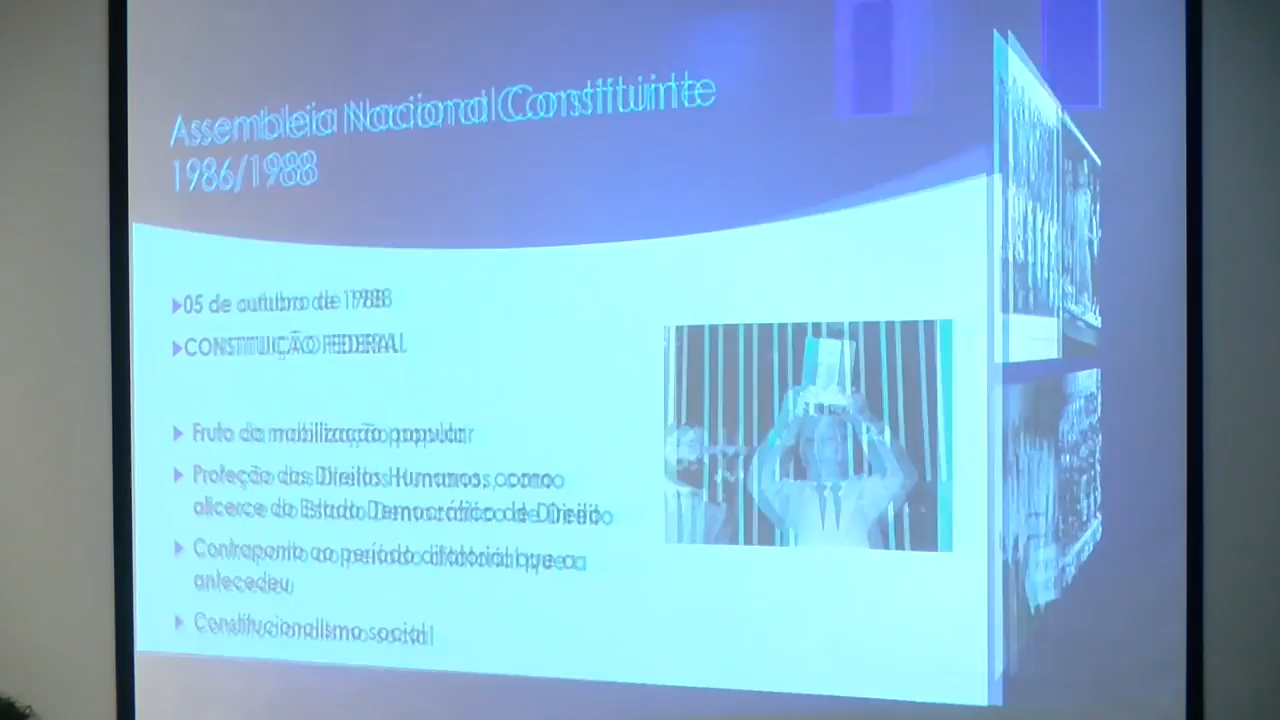 Assembleia Nacional Constituinte
1986/1988
05 de outubro de 1988
CONSTITUIÇÃO FEDERAL
Fruto da mobilização popular
Proteção dos Direitos Humanos, como
alicerce do Estado Democrático de Direito
Contraponto ao período ditatorial que a
antecedeu
Constitucionalismo social